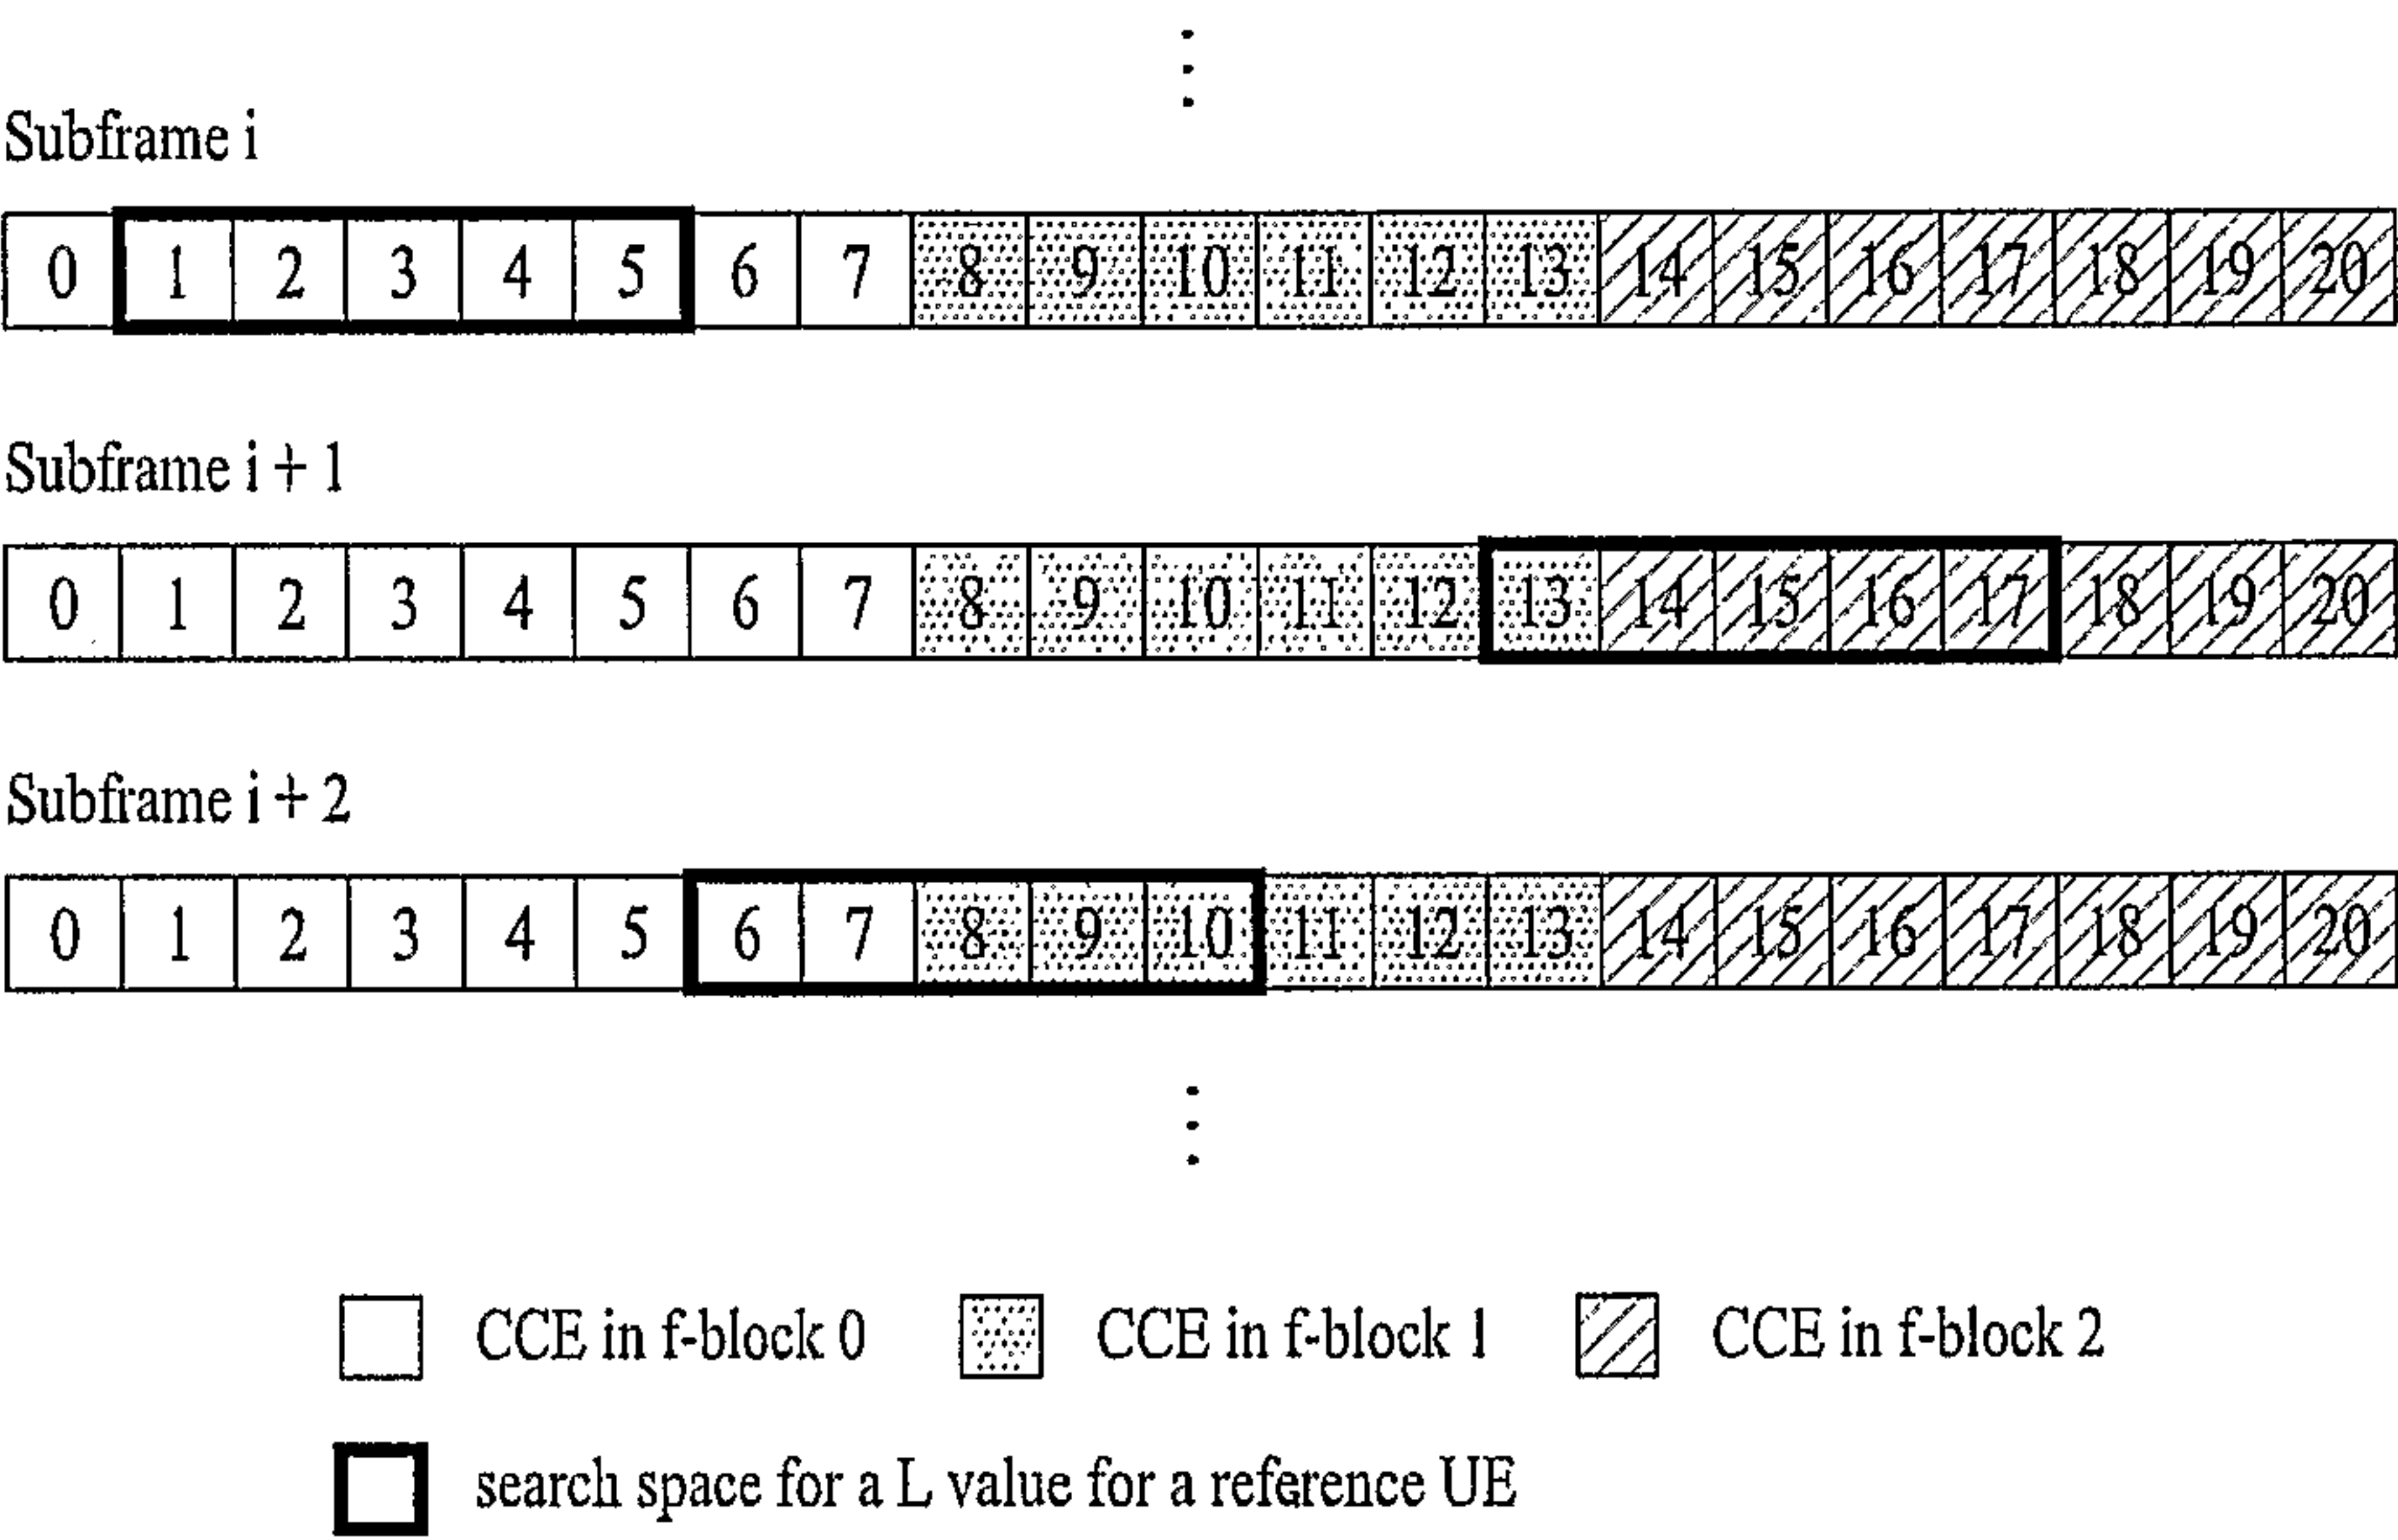 Subframe i
0 1 2 3 4 5 6 7 8 9 10 11 12 13 14 15 16 17 18 19 20
Subframe i + 1
0 1 2 3 4 5 6 7 8 9 10 11 12 13 14 15 16 17 18 19 20
Subframe i + 2
0 1 2 3 4 5 6 7 8 9 10 11 12 13 14 15 16 17 18 19 20
CCE in f-block 0 CCE in f-block 1 CCE in f-block 2
search space for a L value for a reference UE